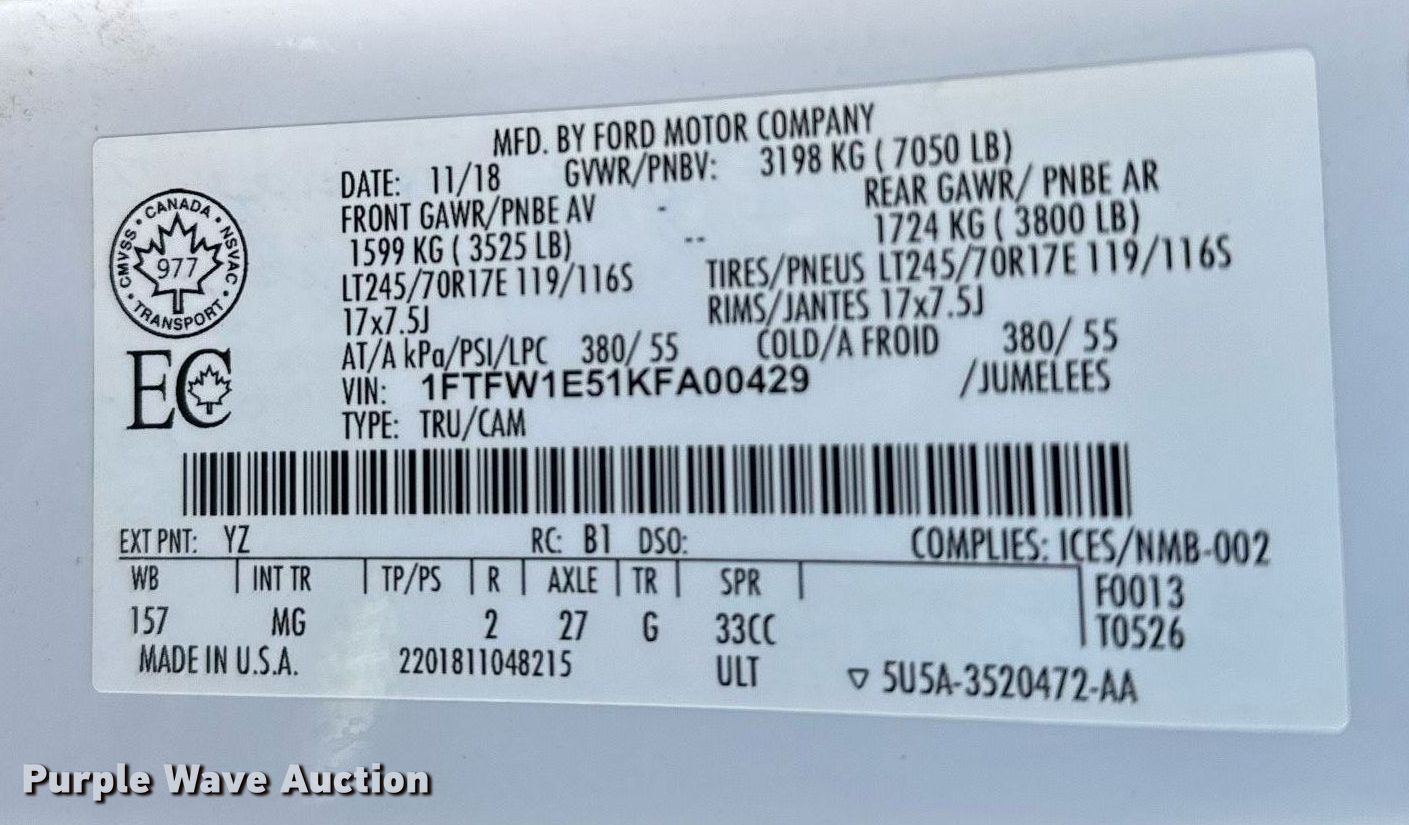 MFD. BY FORD MOTOR COMPANY
DATE: 11/18 GVWR/PNBV: 3198 KG ( 7050 LB)
FRONT GAWR/PNBE AV - REAR GAWR/ PNBE AR
1599 KG ( 3525 LB) -- 1724 KG ( 3800 LB)
LT245/70R17E 119/116S TIRES/PNEUS LT245/70R17E 119/116S
17x7.5J RIMS/JANTES 17x7.5J
AT/A kPa/PSI/LPC 380/ 55 COLD/A FROID 380/ 55
VIN: 1FTFW1E51KFA00429 /JUMELEES
TYPE: TRU/CAM
CANADA • NSVAC • TRANSPORT • CMVSS •
977
EC
EXT PNT: YZ RC: B1 DSO: COMPLIES: ICES/NMB-002
WB INT TR TP/PS R AXLE TR SPR F0013
157 MG 2 27 G 33CC T0526
MADE IN U.S.A. 2201811048215 ULT ▽ 5U5A-3520472-AA
Purple Wave Auction